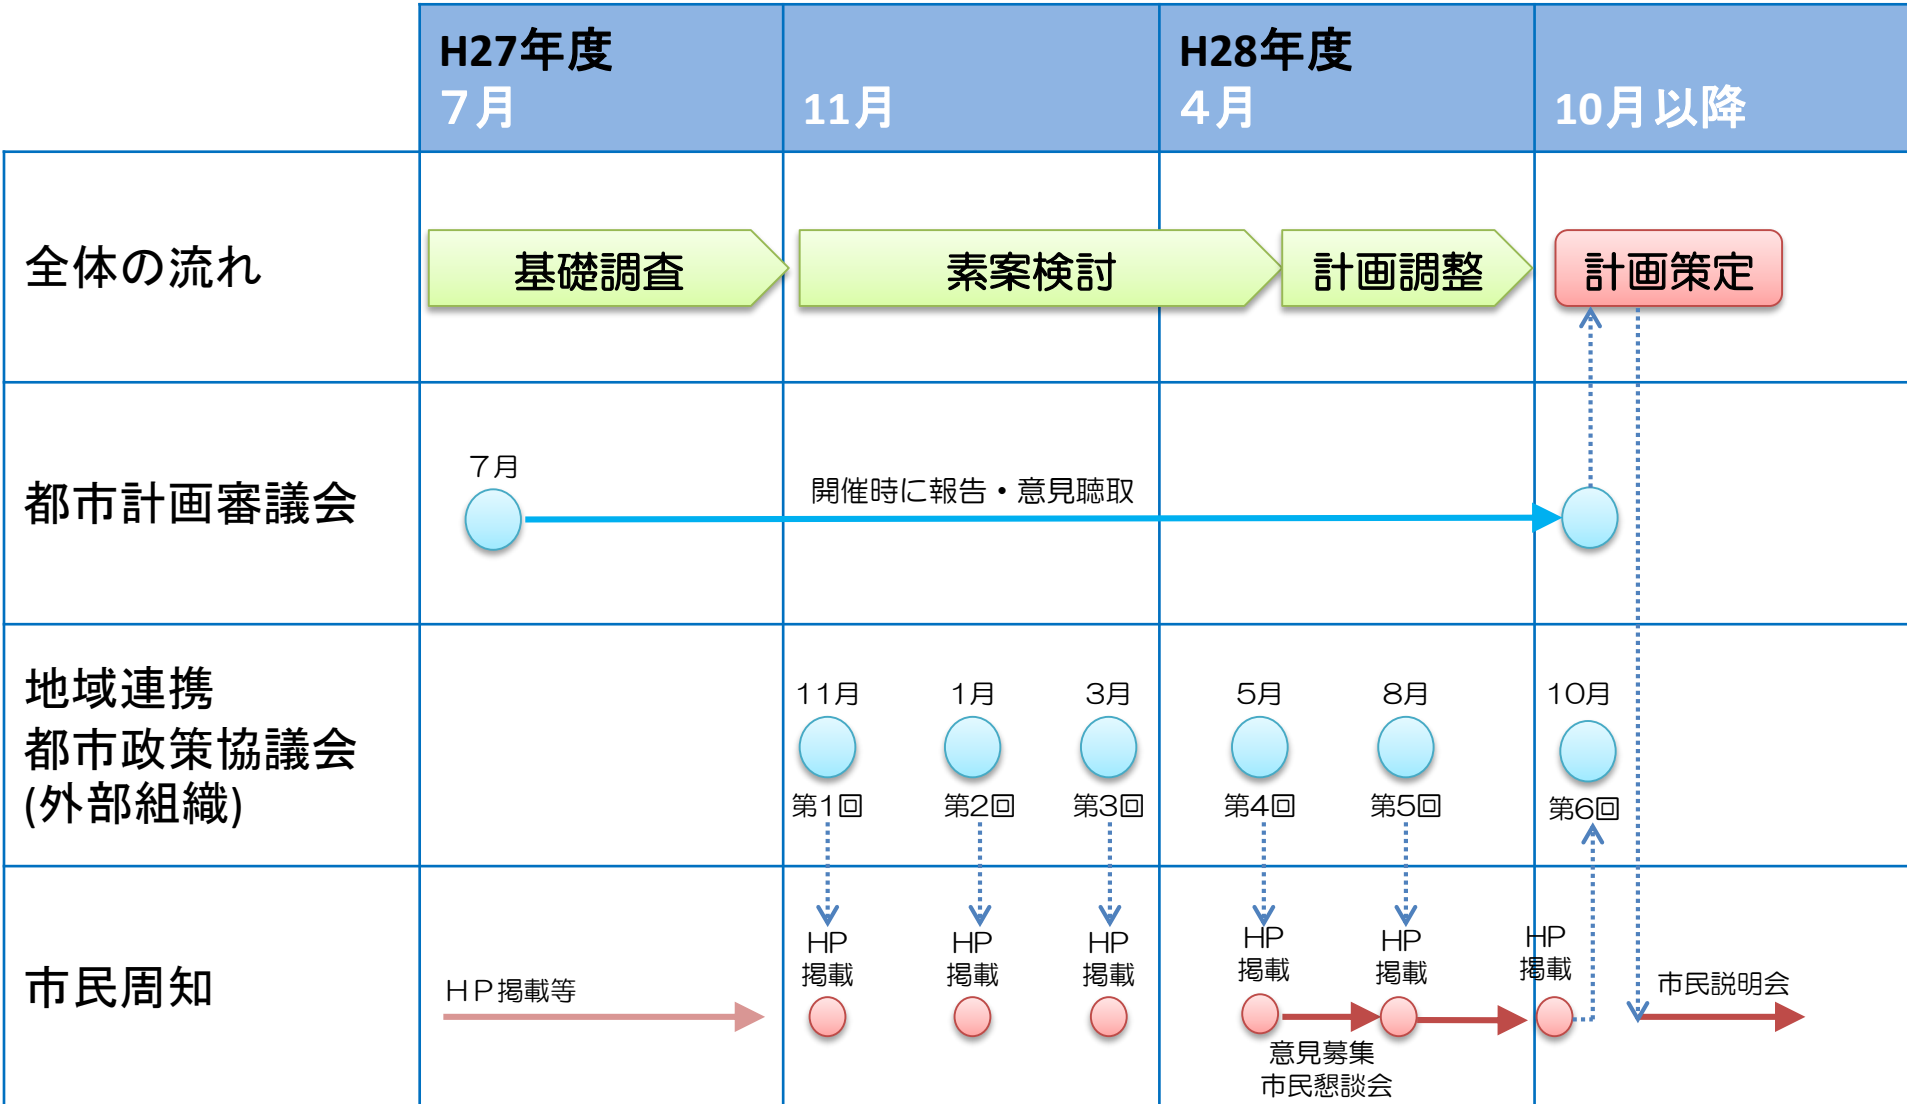 H27年度
７月
11月
H28年度
４月
10月以降
全体の流れ
基礎調査
素案検討
計画調整
計画策定
都市計画審議会
７月
開催時に報告・意見聴取
地域連携
都市政策協議会
(外部組織)
11月
1月
3月
5月
8月
10月
第1回
第2回
第3回
第4回
第5回
第6回
市民周知
ＨＰ掲載等
HP
掲載
HP
掲載
HP
掲載
HP
掲載
HP
掲載
HP
掲載
意見募集
市民懇談会
市民説明会